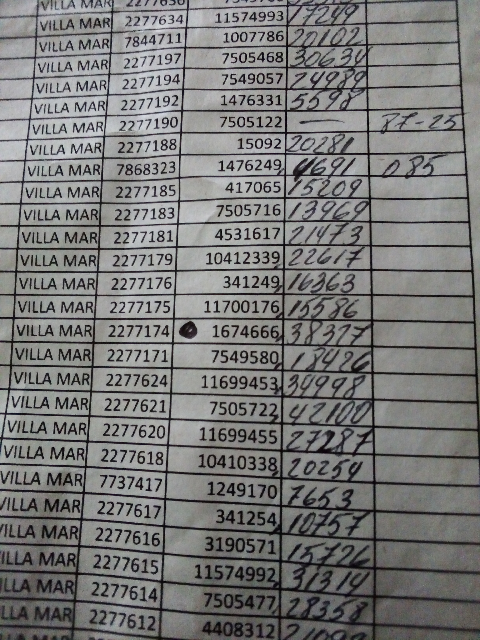 VILLA MAR 2277636
VILLA MAR 2277634 11574993 17249
VILLA MAR 7844711 1007786 20102
VILLA MAR 2277197 7505468 30634
VILLA MAR 2277194 7549057 24989
VILLA MAR 2277192 1476331 5598
VILLA MAR 2277190 7505122 — 87-25
VILLA MAR 2277188 15092 20281
VILLA MAR 7868323 1476249 4691 085
VILLA MAR 2277185 417065 15209
VILLA MAR 2277183 7505716 13969
VILLA MAR 2277181 4531617 21473
VILLA MAR 2277179 10412339 22617
VILLA MAR 2277176 341249 16363
VILLA MAR 2277175 11700176 15586
VILLA MAR 2277174 1674666 38327
VILLA MAR 2277171 7549580 18426
VILLA MAR 2277624 11699453 39998
VILLA MAR 2277621 7505722 42100
VILLA MAR 2277620 11699455 27287
VILLA MAR 2277618 10410338 20254
VILLA MAR 7737417 1249170 7653
VILLA MAR 2277617 341254 10757
VILLA MAR 2277616 3190571 15726
VILLA MAR 2277615 11574992 31314
VILLA MAR 2277614 7505477 28358
VILLA MAR 2277612 4408312